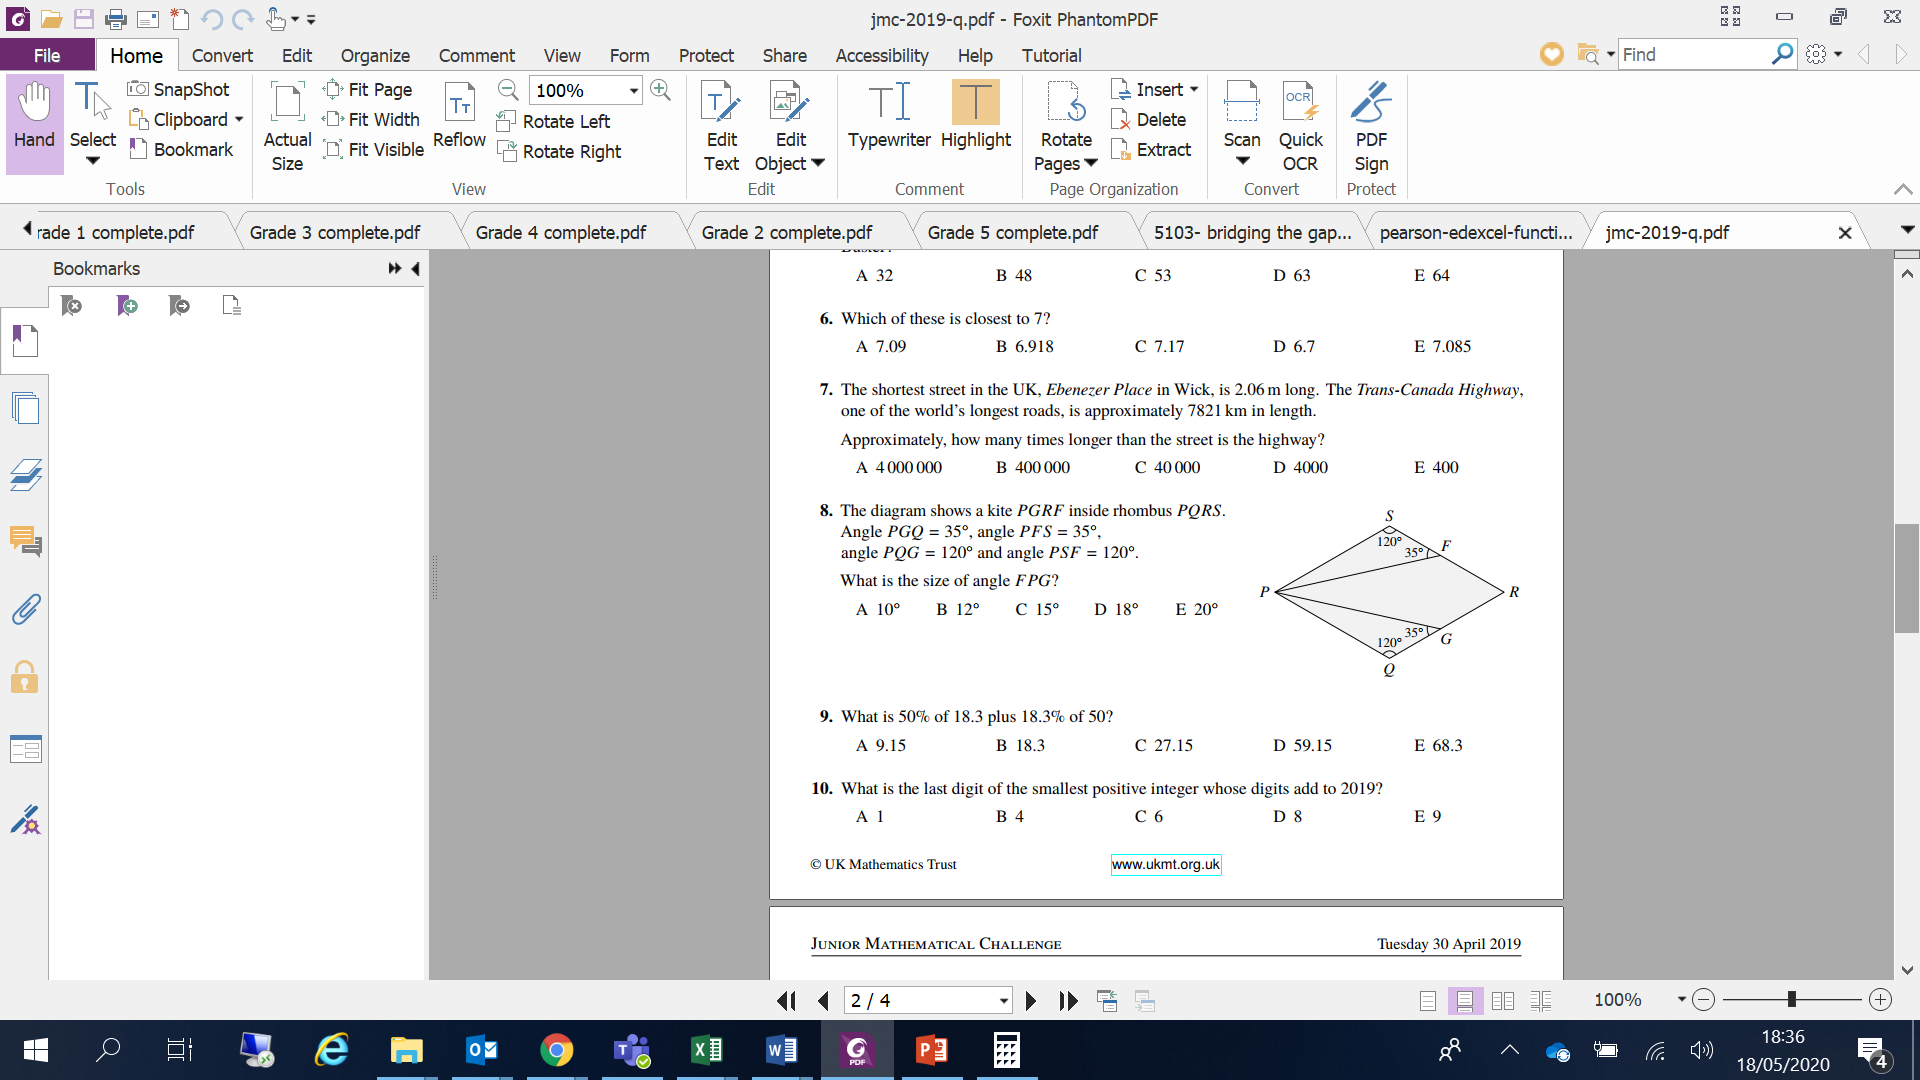 jmc-2019-q.pdf - Foxit PhantomPDF
File Home Convert Edit Organize Comment View Form Protect Share Accessibility Help Tutorial Find
Hand Select SnapShot Clipboard Bookmark
Tools
Actual Size Fit Page Fit Width Fit Visible Reflow 100% Rotate Left Rotate Right
View
Edit Text Edit Object
Edit
Typewriter Highlight
Comment
Rotate Pages Insert Delete Extract
Page Organization
Scan Quick OCR
Convert
PDF Sign
Protect
rade 1 complete.pdf Grade 3 complete.pdf Grade 4 complete.pdf Grade 2 complete.pdf Grade 5 complete.pdf 5103- bridging the gap... pearson-edexcel-functi... jmc-2019-q.pdf
Bookmarks
A 32 B 48 C 53 D 63 E 64
6. Which of these is closest to 7?
A 7.09 B 6.918 C 7.17 D 6.7 E 7.085
7. The shortest street in the UK, Ebenezer Place in Wick, is 2.06 m long. The Trans-Canada Highway,
one of the world's longest roads, is approximately 7821 km in length.
Approximately, how many times longer than the street is the highway?
A 4 000 000 B 400 000 C 40 000 D 4000 E 400
8. The diagram shows a kite PGRF inside rhombus PQRS.
Angle PGQ = 35°, angle PFS = 35°,
angle PQG = 120° and angle PSF = 120°.
What is the size of angle FPG?
A 10° B 12° C 15° D 18° E 20°
S
120° 35° F
P R
120° 35° G
Q
9. What is 50% of 18.3 plus 18.3% of 50?
A 9.15 B 18.3 C 27.15 D 59.15 E 68.3
10. What is the last digit of the smallest positive integer whose digits add to 2019?
A 1 B 4 C 6 D 8 E 9
© UK Mathematics Trust www.ukmt.org.uk
Junior Mathematical Challenge Tuesday 30 April 2019
2 / 4 100%
18:36
18/05/2020
4